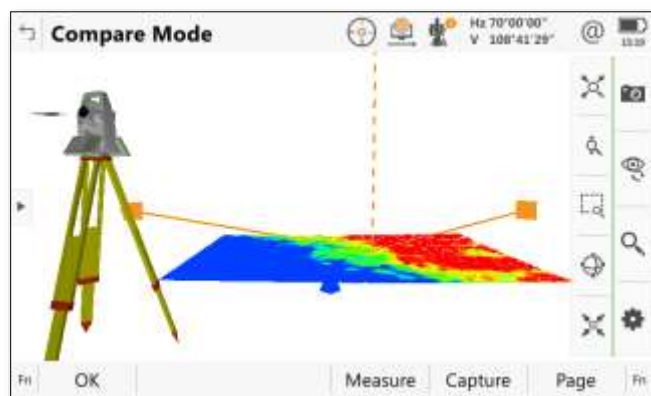 Compare Mode
Hz 70°00'00"
V 108°41'29"
@
Fn
OK
Measure
Capture
Page
Fn